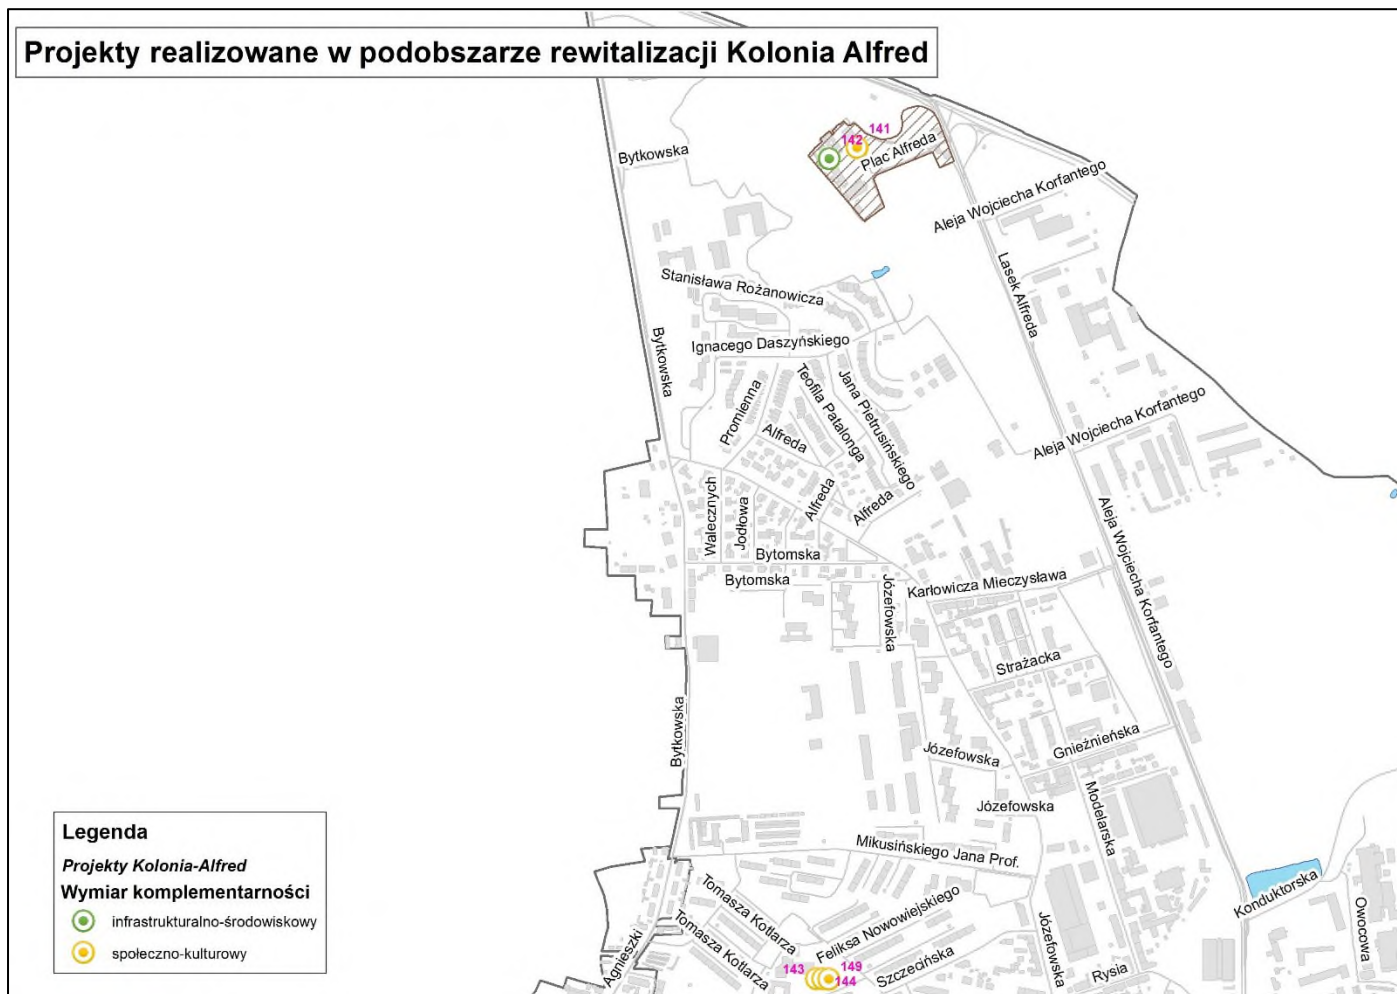 Projekty realizowane w podobszarze rewitalizacji Kolonia Alfred
141
142
Plac Alfreda
Bytkowska
Aleja Wojciecha Korfantego
Lasek Alfreda
Stanisława Rożanowicza
Bytkowska
Ignacego Daszyńskiego
Promienna
Teofila Patalonga
Jana Pietrusińskiego
Aleja Wojciecha Korfantego
Alfreda
Alfreda
Alfreda
Walecznych
Jodłowa
Aleja Wojciecha Korfantego
Bytomska
Bytomska
Józefowska
Karłowicza Mieczysława
Strażacka
Bytkowska
Gnieźnieńska
Józefowska
Józefowska
Modelarska
Mikusińskiego Jana Prof.
Konduktorska
Owocowa
Tomasza Kotlarza
Tomasza Kotlarza
Feliksa Nowowiejskiego
Szczecińska
Józefowska
Agnieszki
Rysia
143
149
144
Legenda
Projekty Kolonia-Alfred
Wymiar komplementarności
infrastrukturalno-środowiskowy
społeczno-kulturowy